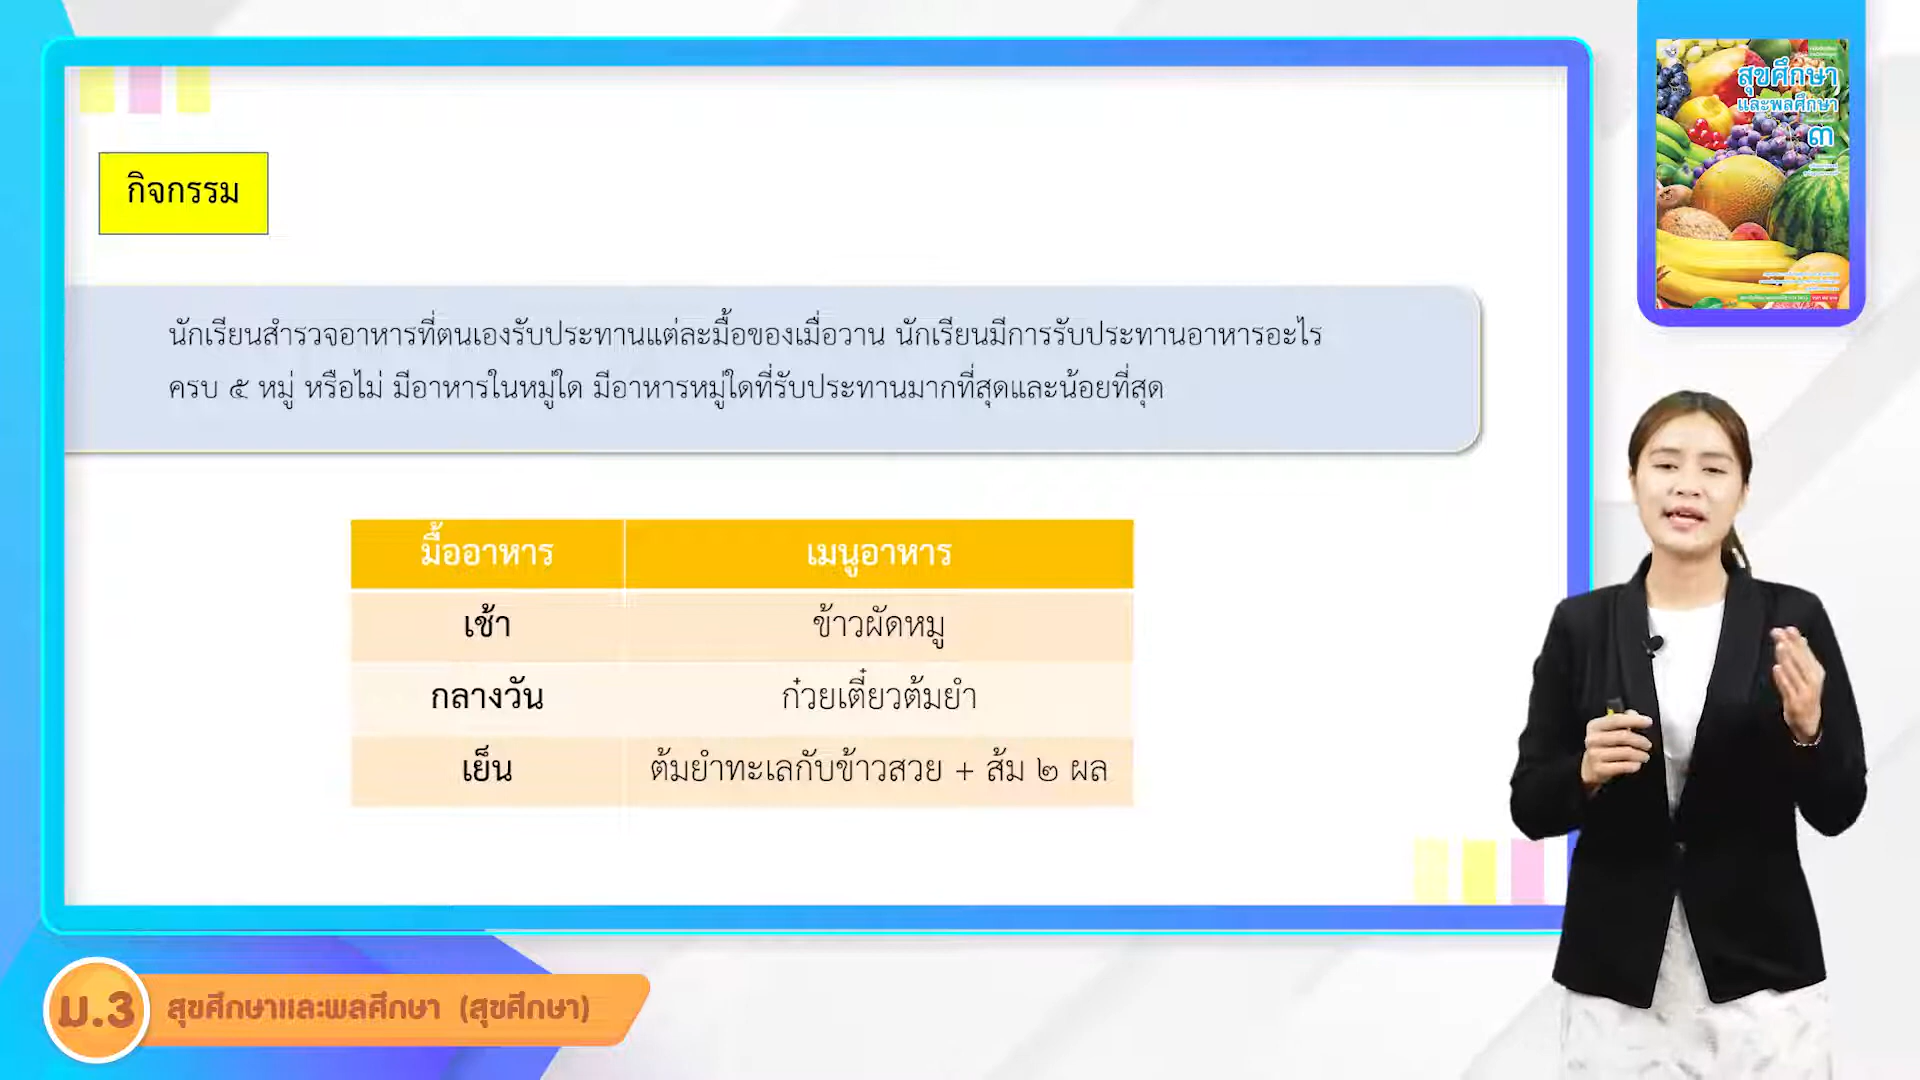 สุขศึกษา
และพลศึกษา
๓
กิจกรรม
นักเรียนสำรวจอาหารที่ตนเองรับประทานแต่ละมื้อของเมื่อวาน นักเรียนมีการรับประทานอาหารอะไร
ครบ ๕ หมู่ หรือไม่ มีอาหารในหมู่ใด มีอาหารหมู่ใดที่รับประทานมากที่สุดและน้อยที่สุด
มื้ออาหาร เมนูอาหาร
เช้า ข้าวผัดหมู
กลางวัน ก๋วยเตี๋ยวต้มยำ
เย็น ต้มยำทะเลกับข้าวสวย + ส้ม ๒ ผล
ม.3 สุขศึกษาและพลศึกษา (สุขศึกษา)